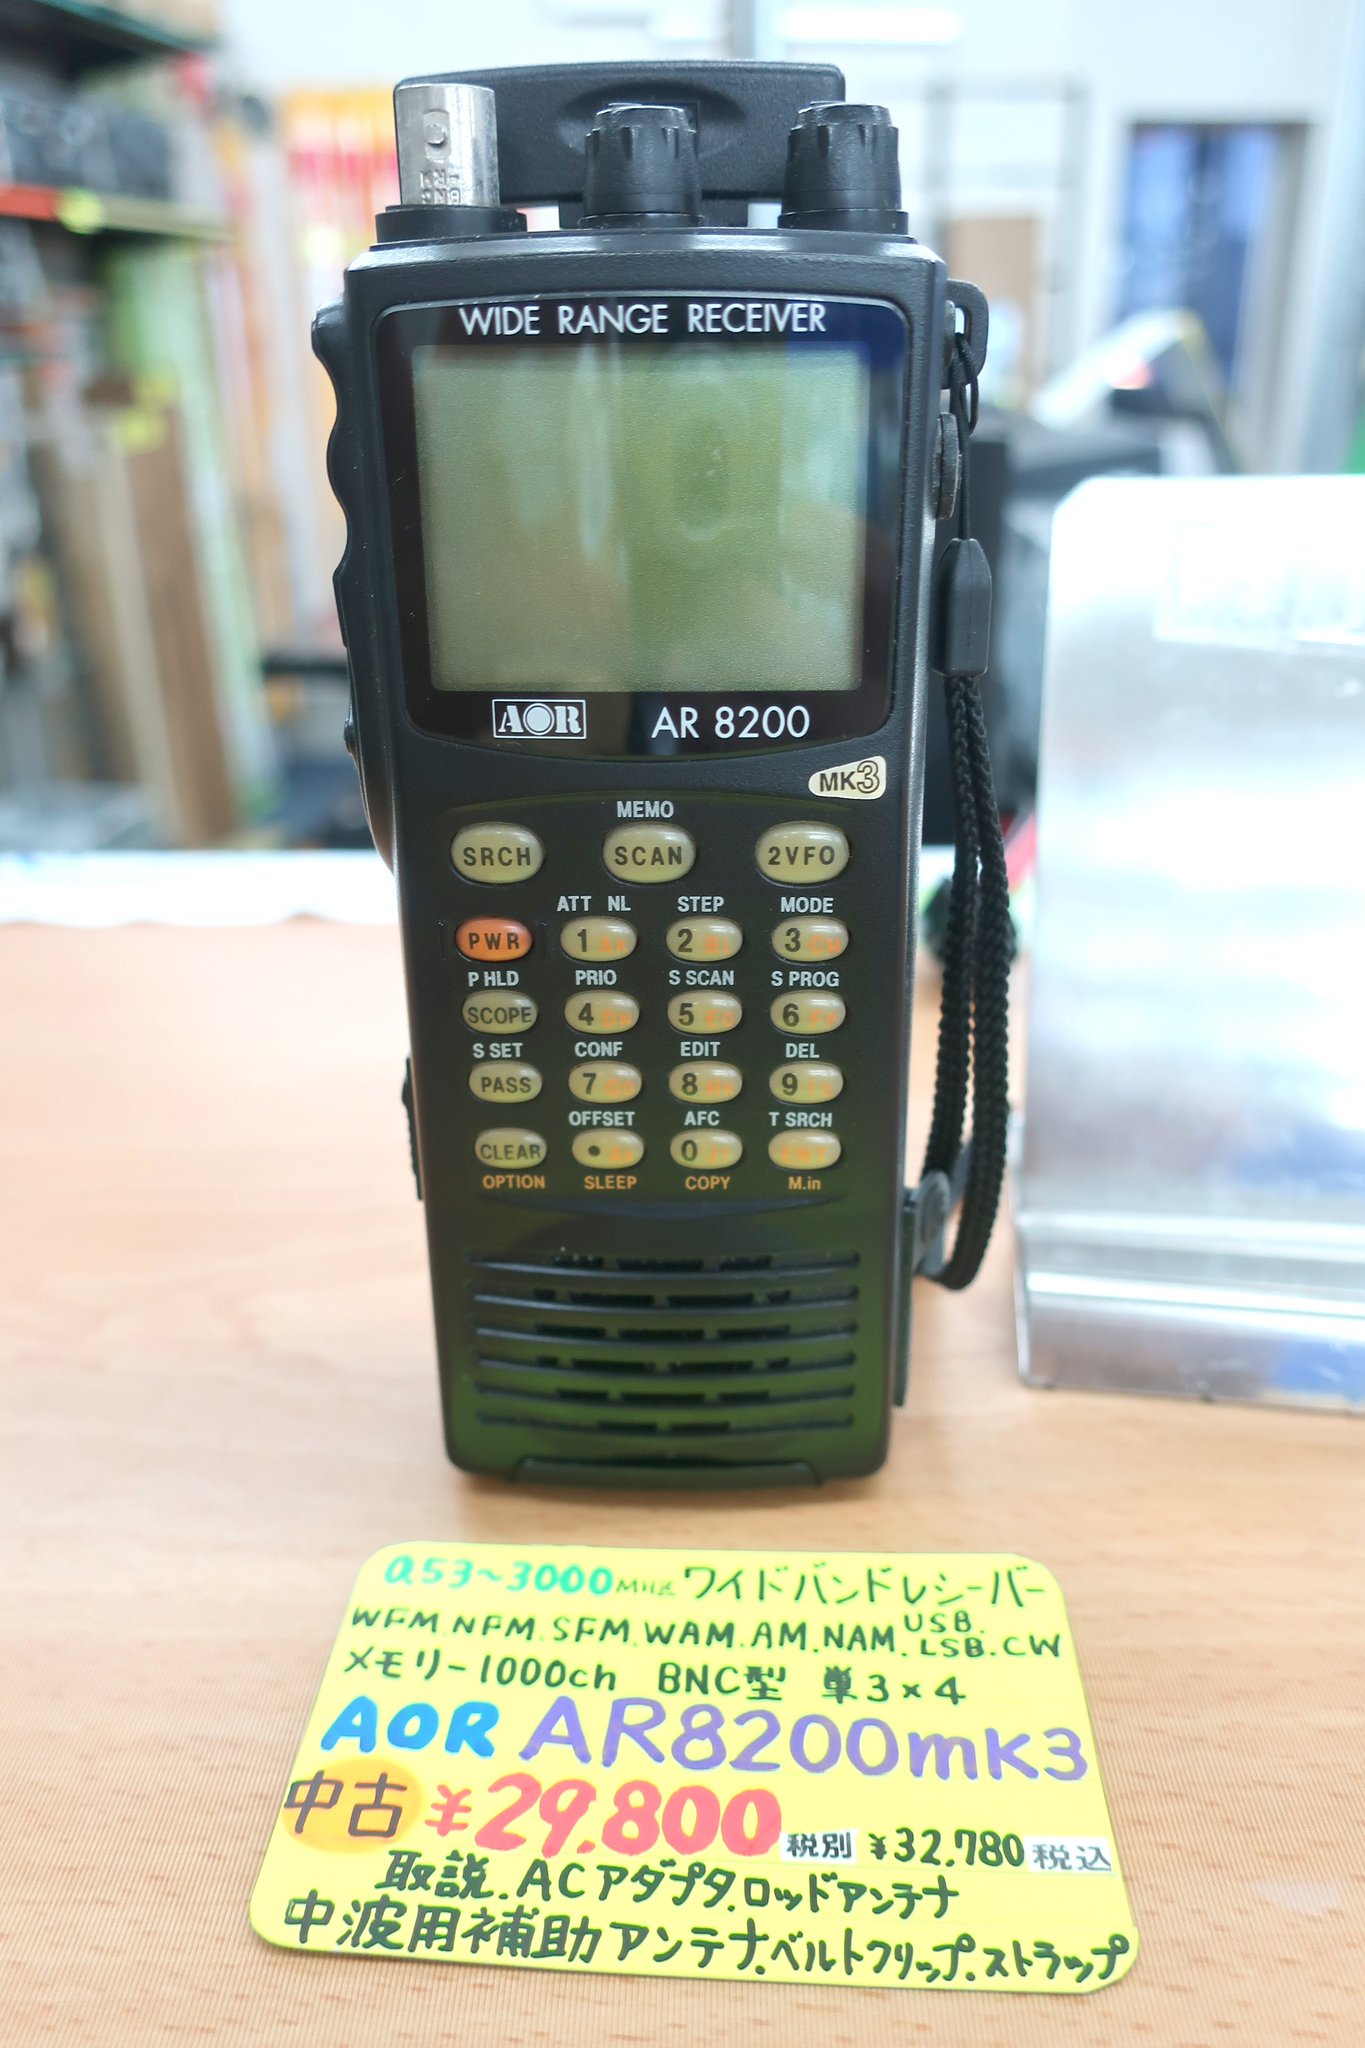 WIDE RANGE RECEIVER
AOR AR 8200
MK3
MEMO
SRCH SCAN 2VFO
ATT NL STEP MODE
PWR 1 2 3
P HLD PRIO S SCAN S PROG
SCOPE 4 5 6
S SET CONF EDIT DEL
PASS 7 8 9
OFFSET AFC T SRCH
CLEAR • 0 ENT
OPTION SLEEP COPY M.in
0.53~3000MHz ワイドバンドレシーバー
WFM.NFM.SFM.WAM.AM.NAM.USB.LSB.CW
メモリー1000ch BNC型 単3×4
AOR AR8200mk3
中古 ¥29.800 税別 ¥32.780 税込
取説.ACアダプタ.ロッドアンテナ
中波用補助アンテナ.ベルトクリップ.ストラップ